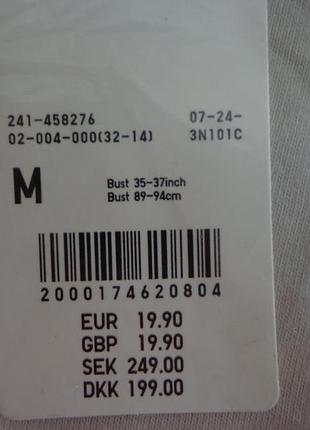 241-458276 07-24-
02-004-000(32-14) 3N101C
M
Bust 35-37inch
Bust 89-94cm
2000174620804
EUR 19.90
GBP 19.90
SEK 249.00
DKK 199.00